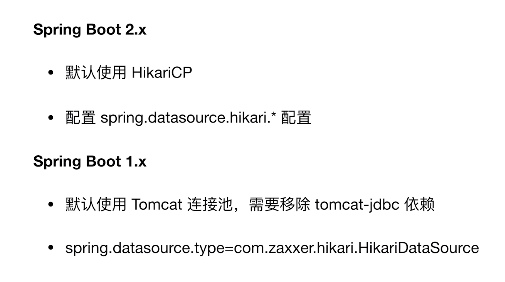 Spring Boot 2.x
• 默认使用 HikariCP
• 配置 spring.datasource.hikari.* 配置
Spring Boot 1.x
• 默认使用 Tomcat 连接池，需要移除 tomcat-jdbc 依赖
• spring.datasource.type=com.zaxxer.hikari.HikariDataSource